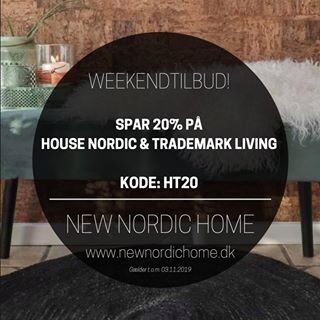 WEEKENDTILBUD!
SPAR 20% PÅ
HOUSE NORDIC & TRADEMARK LIVING
KODE: HT20
NEW NORDIC HOME
www.newnordichome.dk
Gælder t.o.m. 03.11.2019